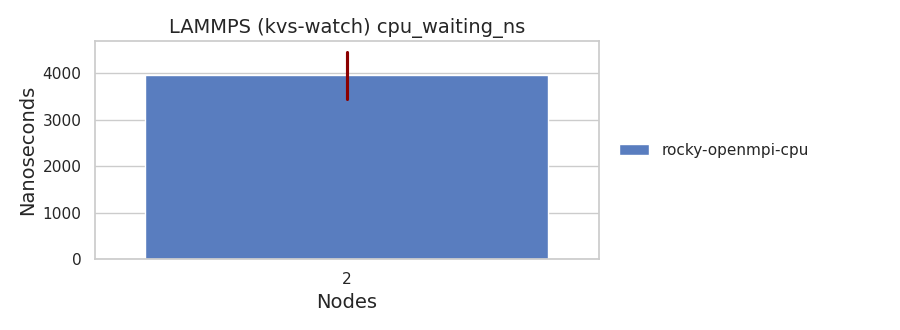 LAMMPS (kvs-watch) cpu_waiting_ns
Nanoseconds
4000
3000
2000
1000
0
2
Nodes
rocky-openmpi-cpu